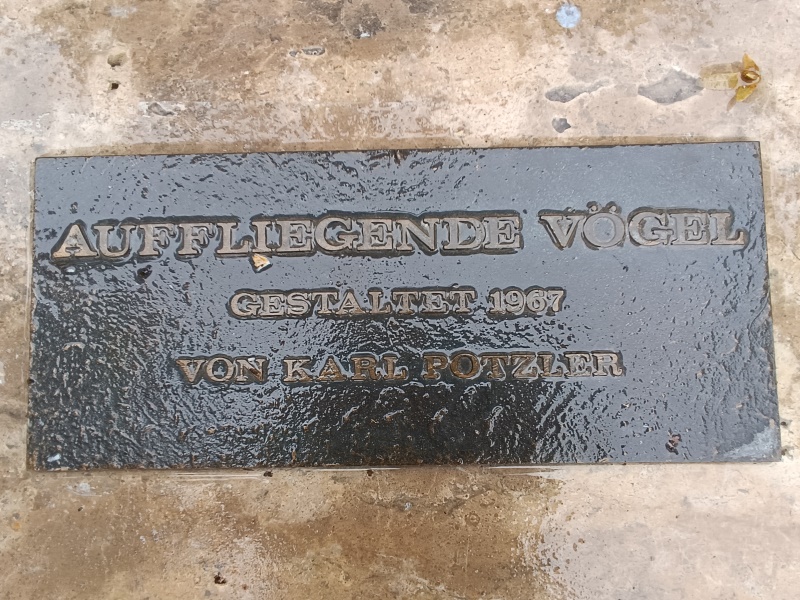 AUFFLIEGENDE VÖGEL
GESTALTET 1967
VON KARL POTZLER